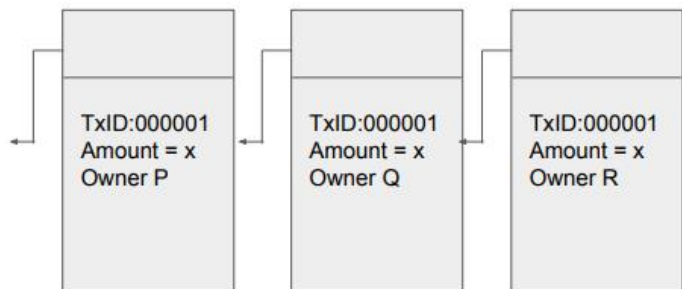 TxID:000001
Amount = x
Owner P
TxID:000001
Amount = x
Owner Q
TxID:000001
Amount = x
Owner R